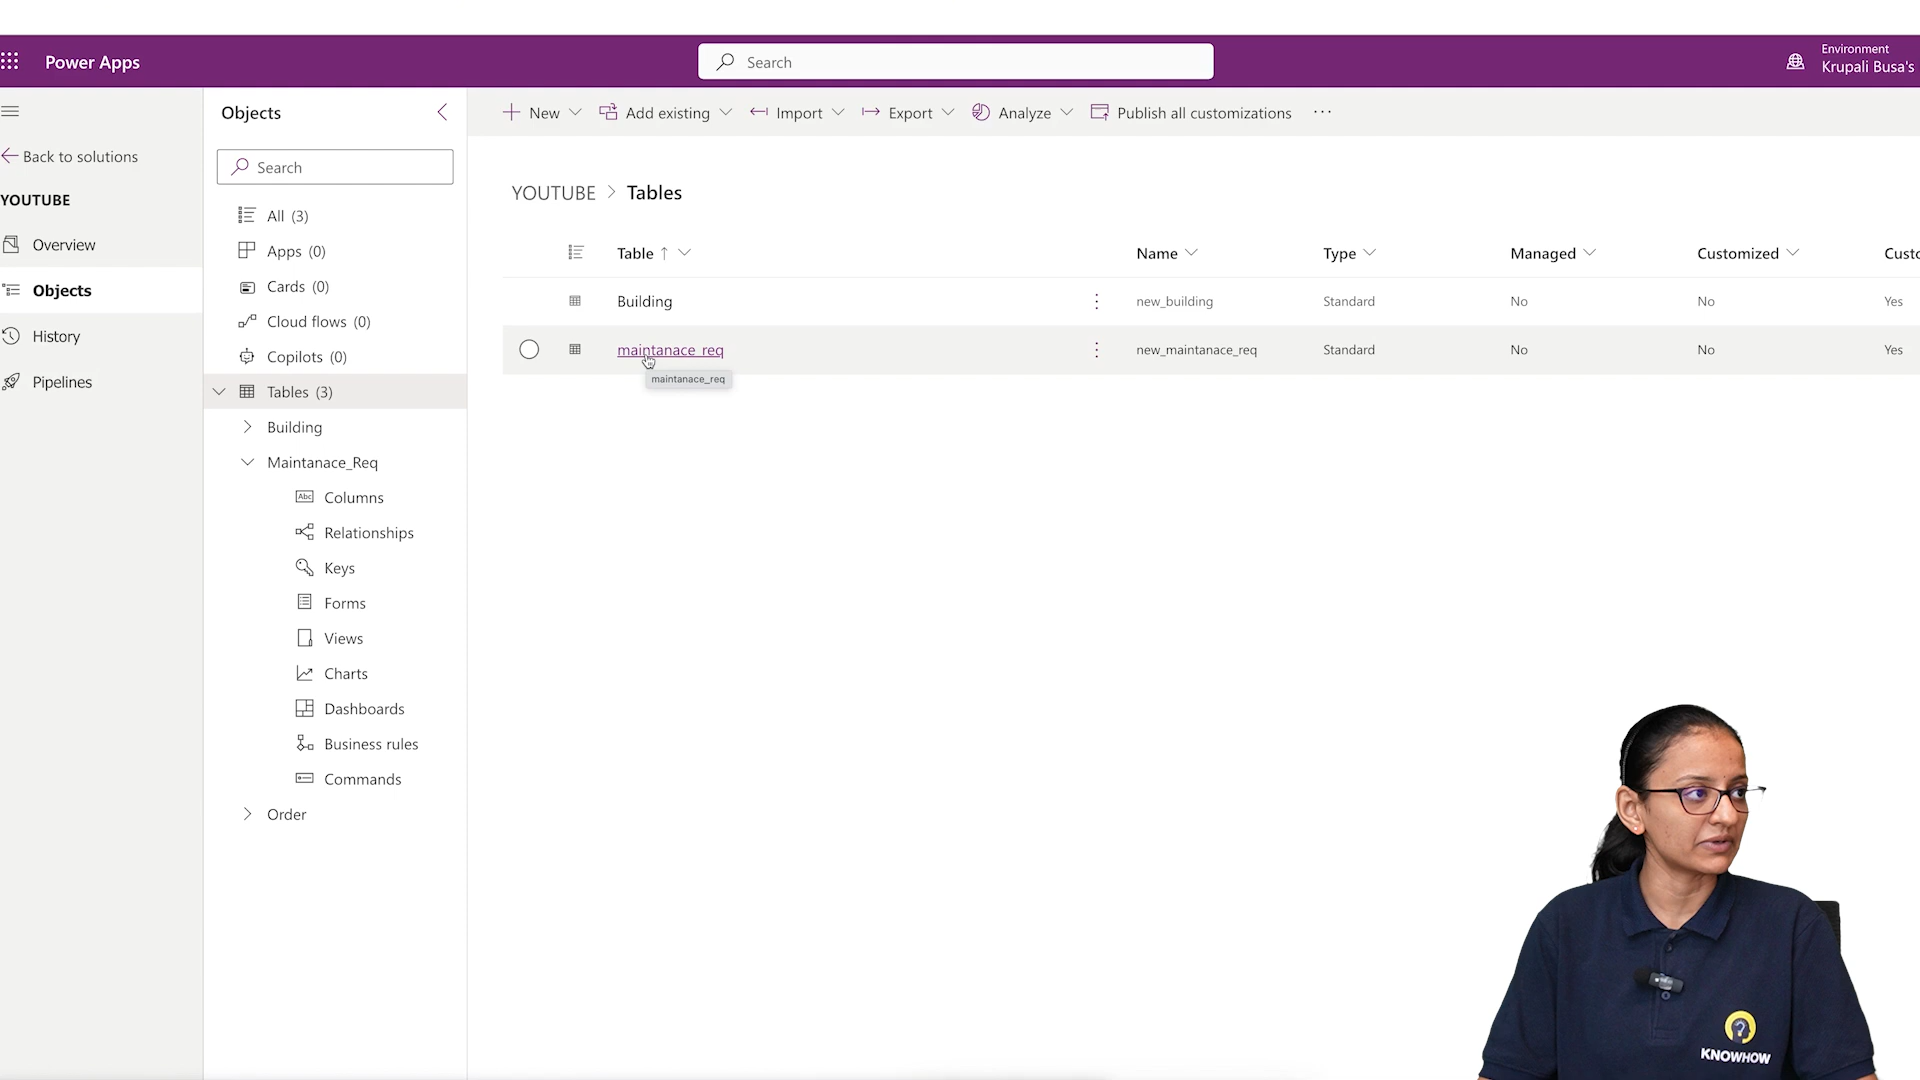 Power Apps
Search
Environment
Krupali Busa's
Back to solutions
YOUTUBE
Overview
Objects
History
Pipelines
Objects
Search
All (3)
Apps (0)
Cards (0)
Cloud flows (0)
Copilots (0)
Tables (3)
Building
Maintanace_Req
Columns
Relationships
Keys
Forms
Views
Charts
Dashboards
Business rules
Commands
Order
New Add existing Import Export Analyze Publish all customizations ...
YOUTUBE > Tables
Table ↑ Name Type Managed Customized Custo
Building new_building Standard No No Yes
maintanace_req new_maintanace_req Standard No No Yes
maintanace_req
KNOWHOW